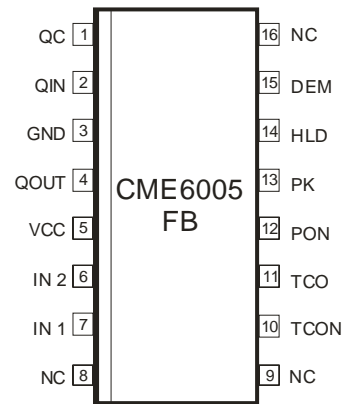 QC 1 16 NC
QIN 2 15 DEM
GND 3 14 HLD
QOUT 4 13 PK
CME6005
FB
VCC 5 12 PON
IN 2 6 11 TCO
IN 1 7 10 TCON
NC 8 9 NC